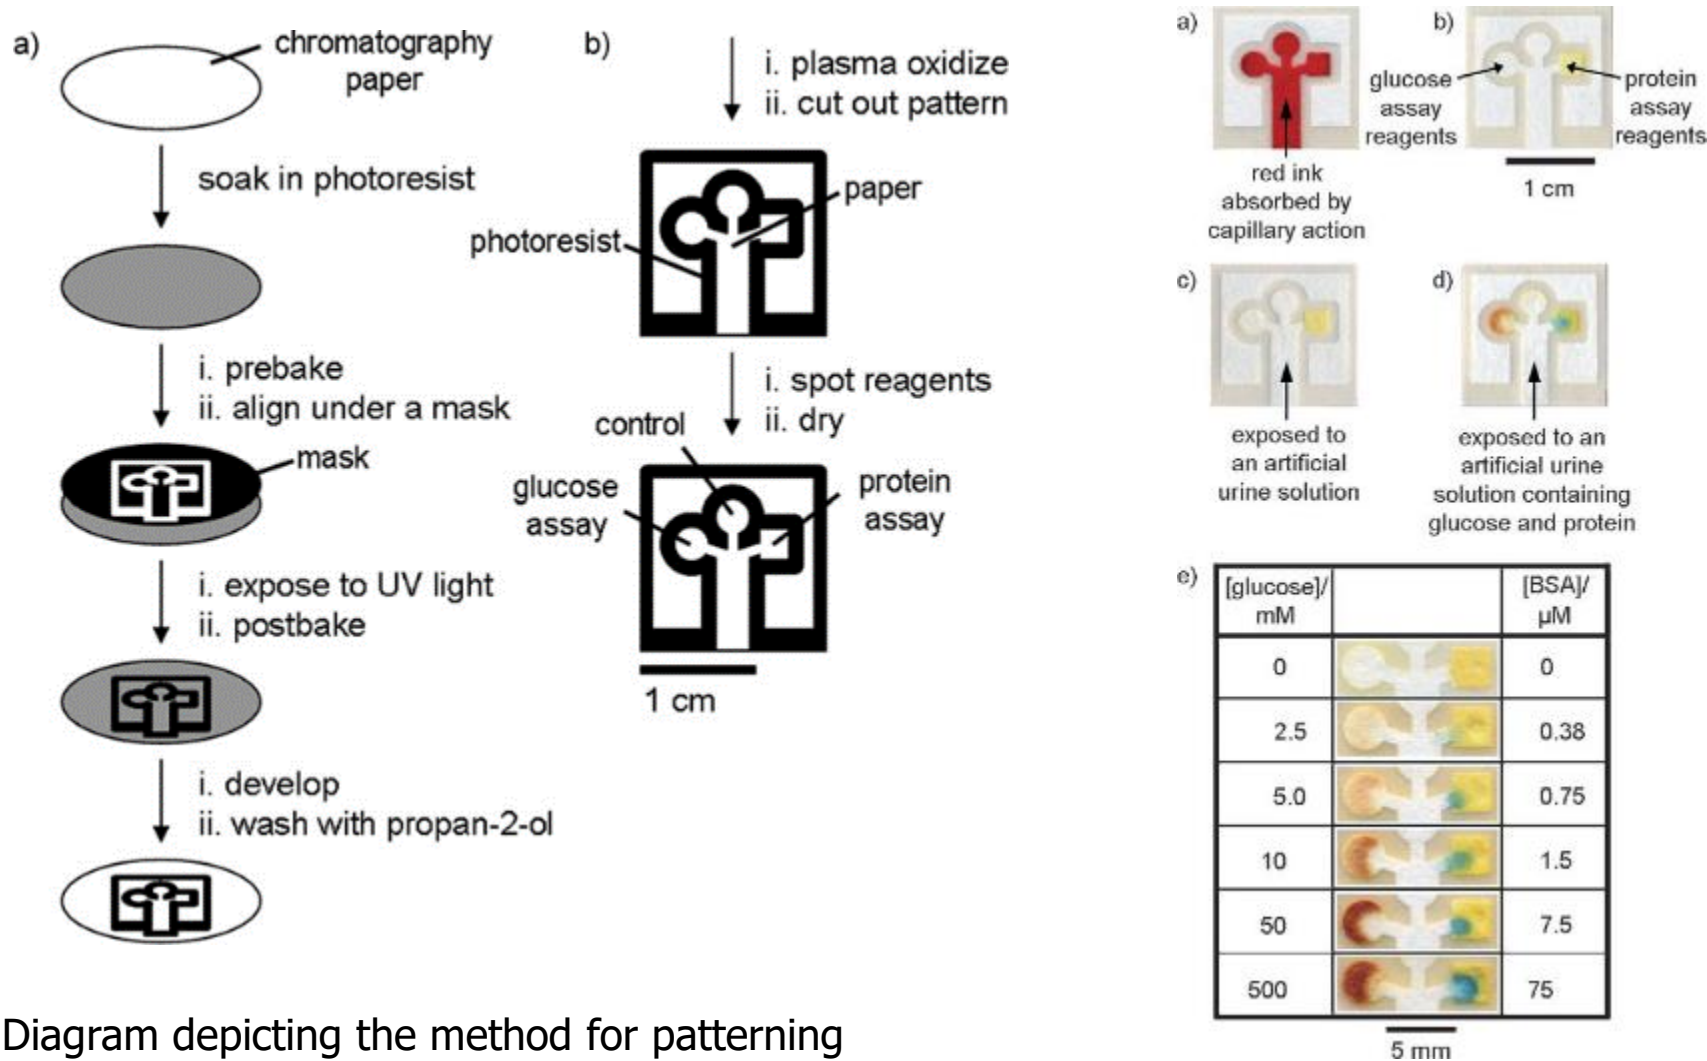 a)
chromatography
paper
soak in photoresist
i. prebake
ii. align under a mask
mask
i. expose to UV light
ii. postbake
i. develop
ii. wash with propan-2-ol
b)
i. plasma oxidize
ii. cut out pattern
paper
photoresist
i. spot reagents
ii. dry
control
glucose
assay
protein
assay
1 cm
Diagram depicting the method for patterning
a)
red ink
absorbed by
capillary action
b)
glucose
assay
reagents
protein
assay
reagents
1 cm
c)
exposed to
an artificial
urine solution
d)
exposed to an
artificial urine
solution containing
glucose and protein
e)
[glucose]/
mM
[BSA]/
µM
0 0
2.5 0.38
5.0 0.75
10 1.5
50 7.5
500 75
5 mm